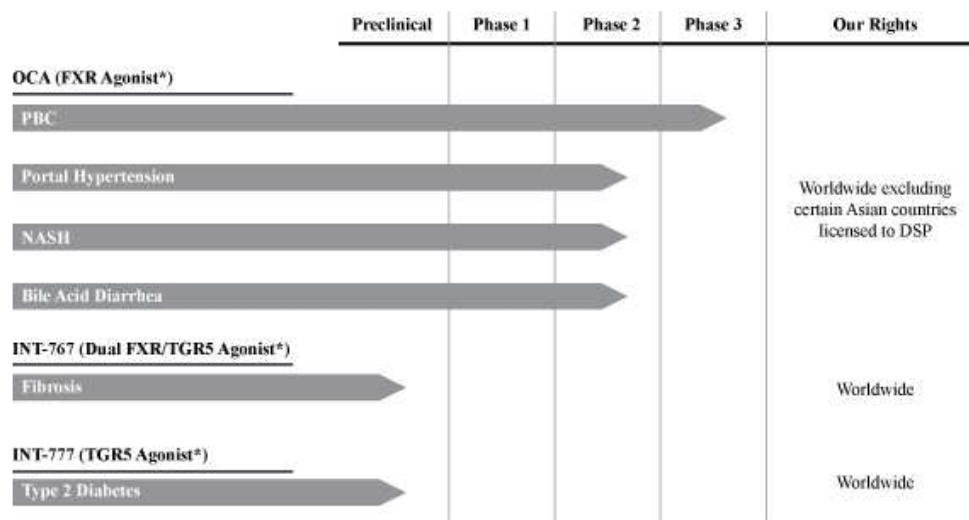 Preclinical Phase 1 Phase 2 Phase 3 Our Rights
OCA (FXR Agonist*)
PBC
Portal Hypertension
NASH
Bile Acid Diarrhea
Worldwide excluding
certain Asian countries
licensed to DSP
INT-767 (Dual FXR/TGR5 Agonist*)
Fibrosis
Worldwide
INT-777 (TGR5 Agonist*)
Type 2 Diabetes
Worldwide